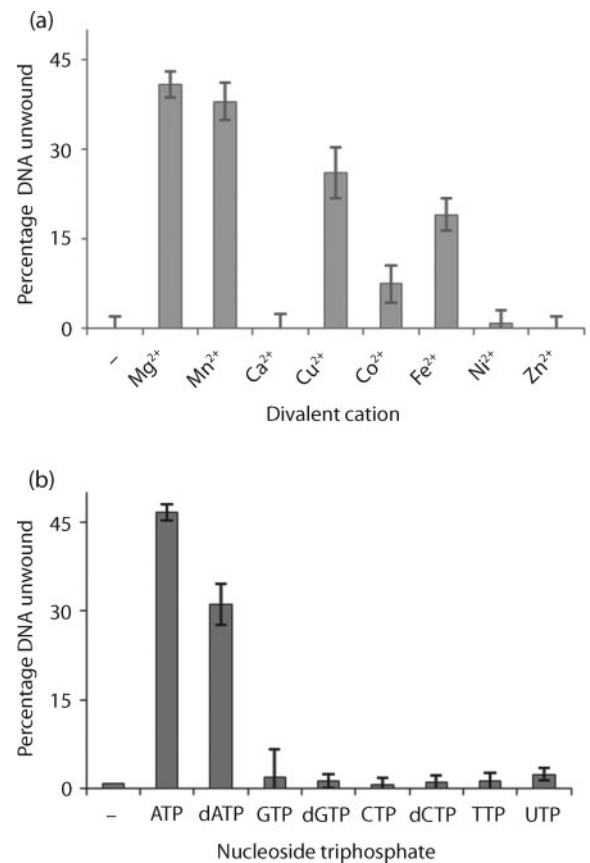 (a)
Percentage DNA unwound
45
30
15
0
– Mg²⁺ Mn²⁺ Ca²⁺ Cu²⁺ Co²⁺ Fe²⁺ Ni²⁺ Zn²⁺
Divalent cation
(b)
Percentage DNA unwound
45
30
15
0
– ATP dATP GTP dGTP CTP dCTP TTP UTP
Nucleoside triphosphate